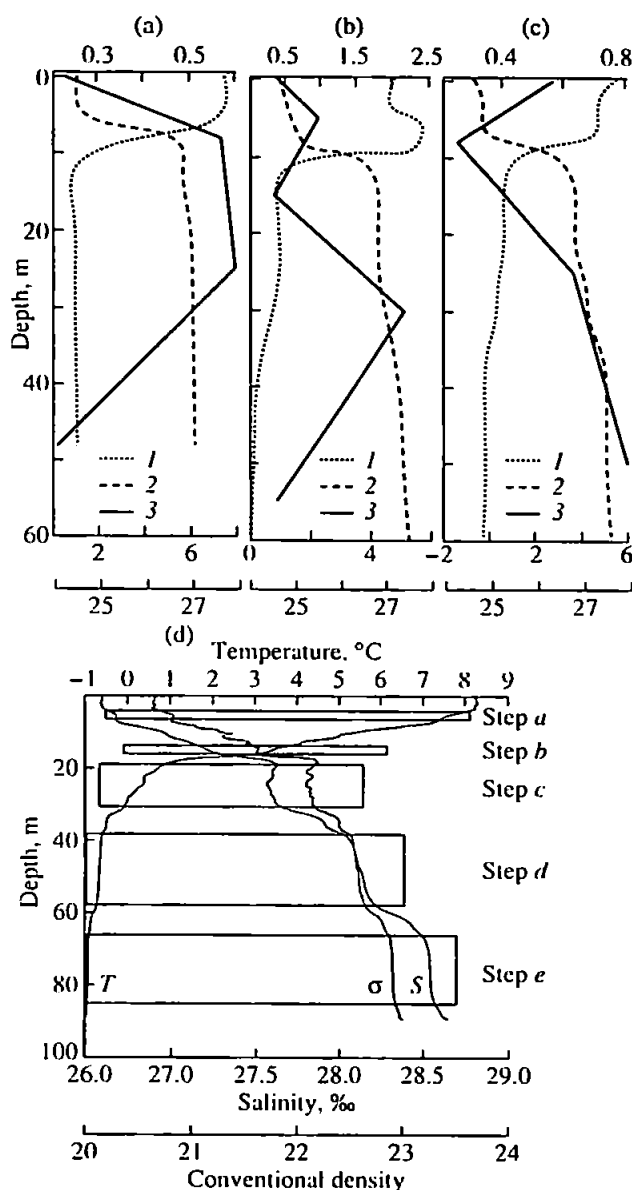 (a) (b) (c)
0.3 0.6 0.5 1.5 2.5 0.4 0.8
0
20
40
60
Depth, m
1 1 1
2 2 2
3 3 3
2 6 0 4 −2 2 6
25 27 25 27 25 27
(d)
Temperature, °C
−1 0 1 2 3 4 5 6 7 8 9
Step a
Step b
20
Step c
40
Depth, m
Step d
60
80
T σ S
Step e
100
26.0 27.0 27.5 28.0 28.5 29.0
Salinity, ‰
20 21 22 23 24
Conventional density